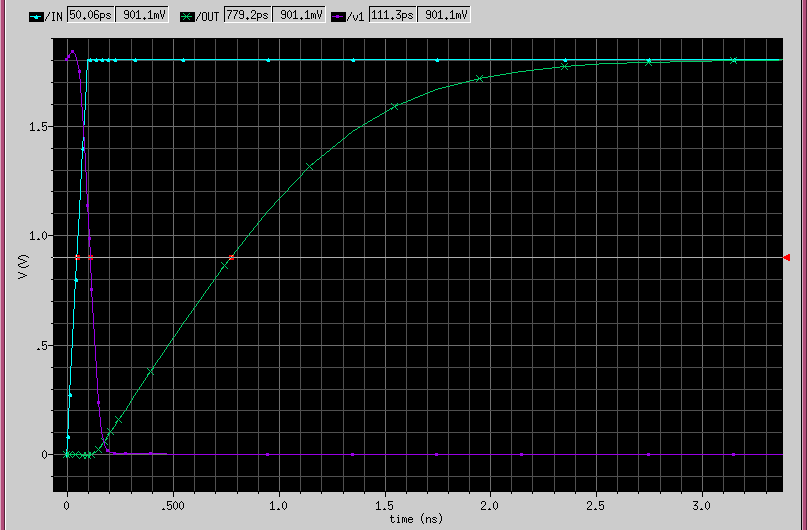 /IN 50.06ps 901.1mV /OUT 779.2ps 901.1mV /v1 111.3ps 901.1mV
1.5
1.0
V (V)
.5
0
0 .500 1.0 1.5 2.0 2.5 3.0
time (ns)